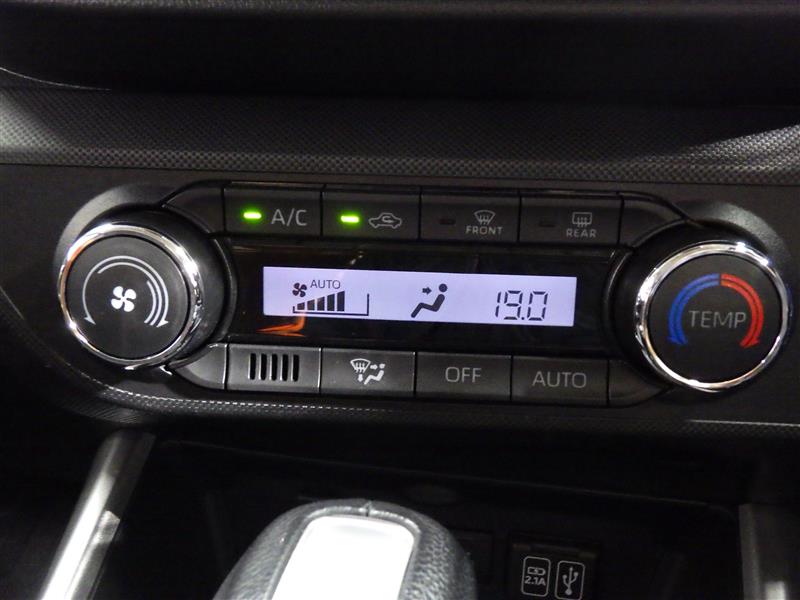 A/C
FRONT
REAR
AUTO
19.0
TEMP
OFF
AUTO
2.1A